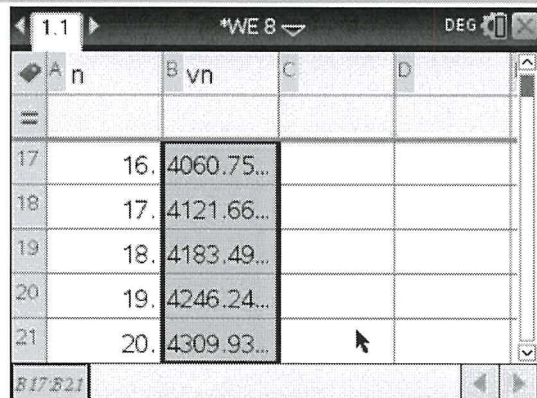 1.1 *WE 8 DEG
A n B vn C D
=
17 16. 4060.75...
18 17. 4121.66...
19 18. 4183.49...
20 19. 4246.24...
21 20. 4309.93...
B17:B21